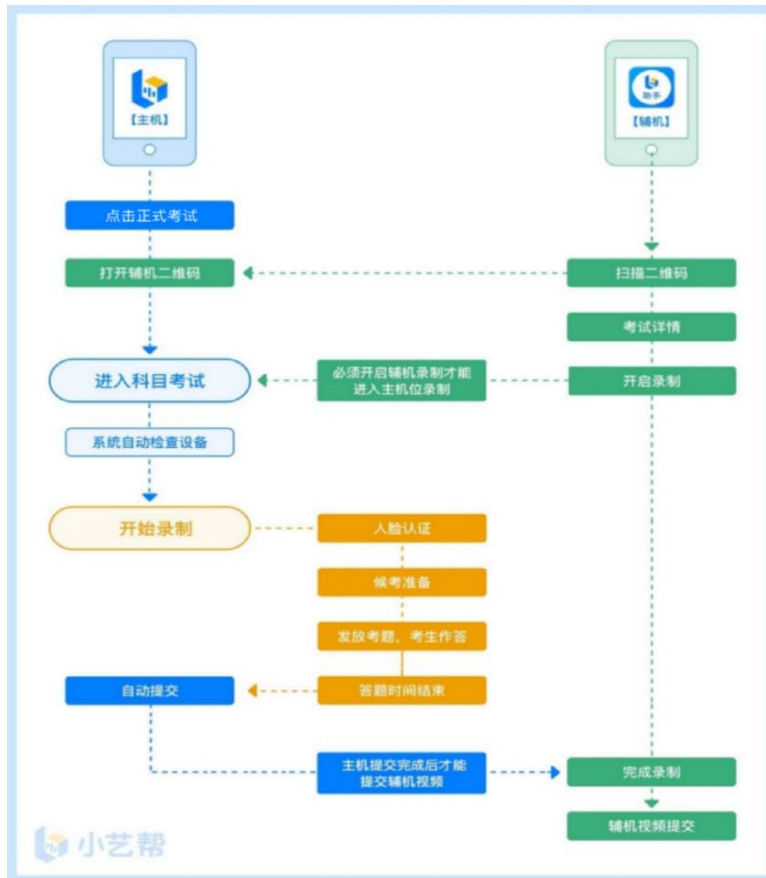 【主机】
助手
【辅机】
点击正式考试
打开辅机二维码
扫描二维码
考试详情
进入科目考试
必须开启辅机录制才能
进入主机位录制
开启录制
系统自动检查设备
开始录制
人脸认证
候考准备
发放考题，考生作答
自动提交
答题时间结束
主机提交完成后才能
提交辅机视频
完成录制
辅机视频提交
小艺帮